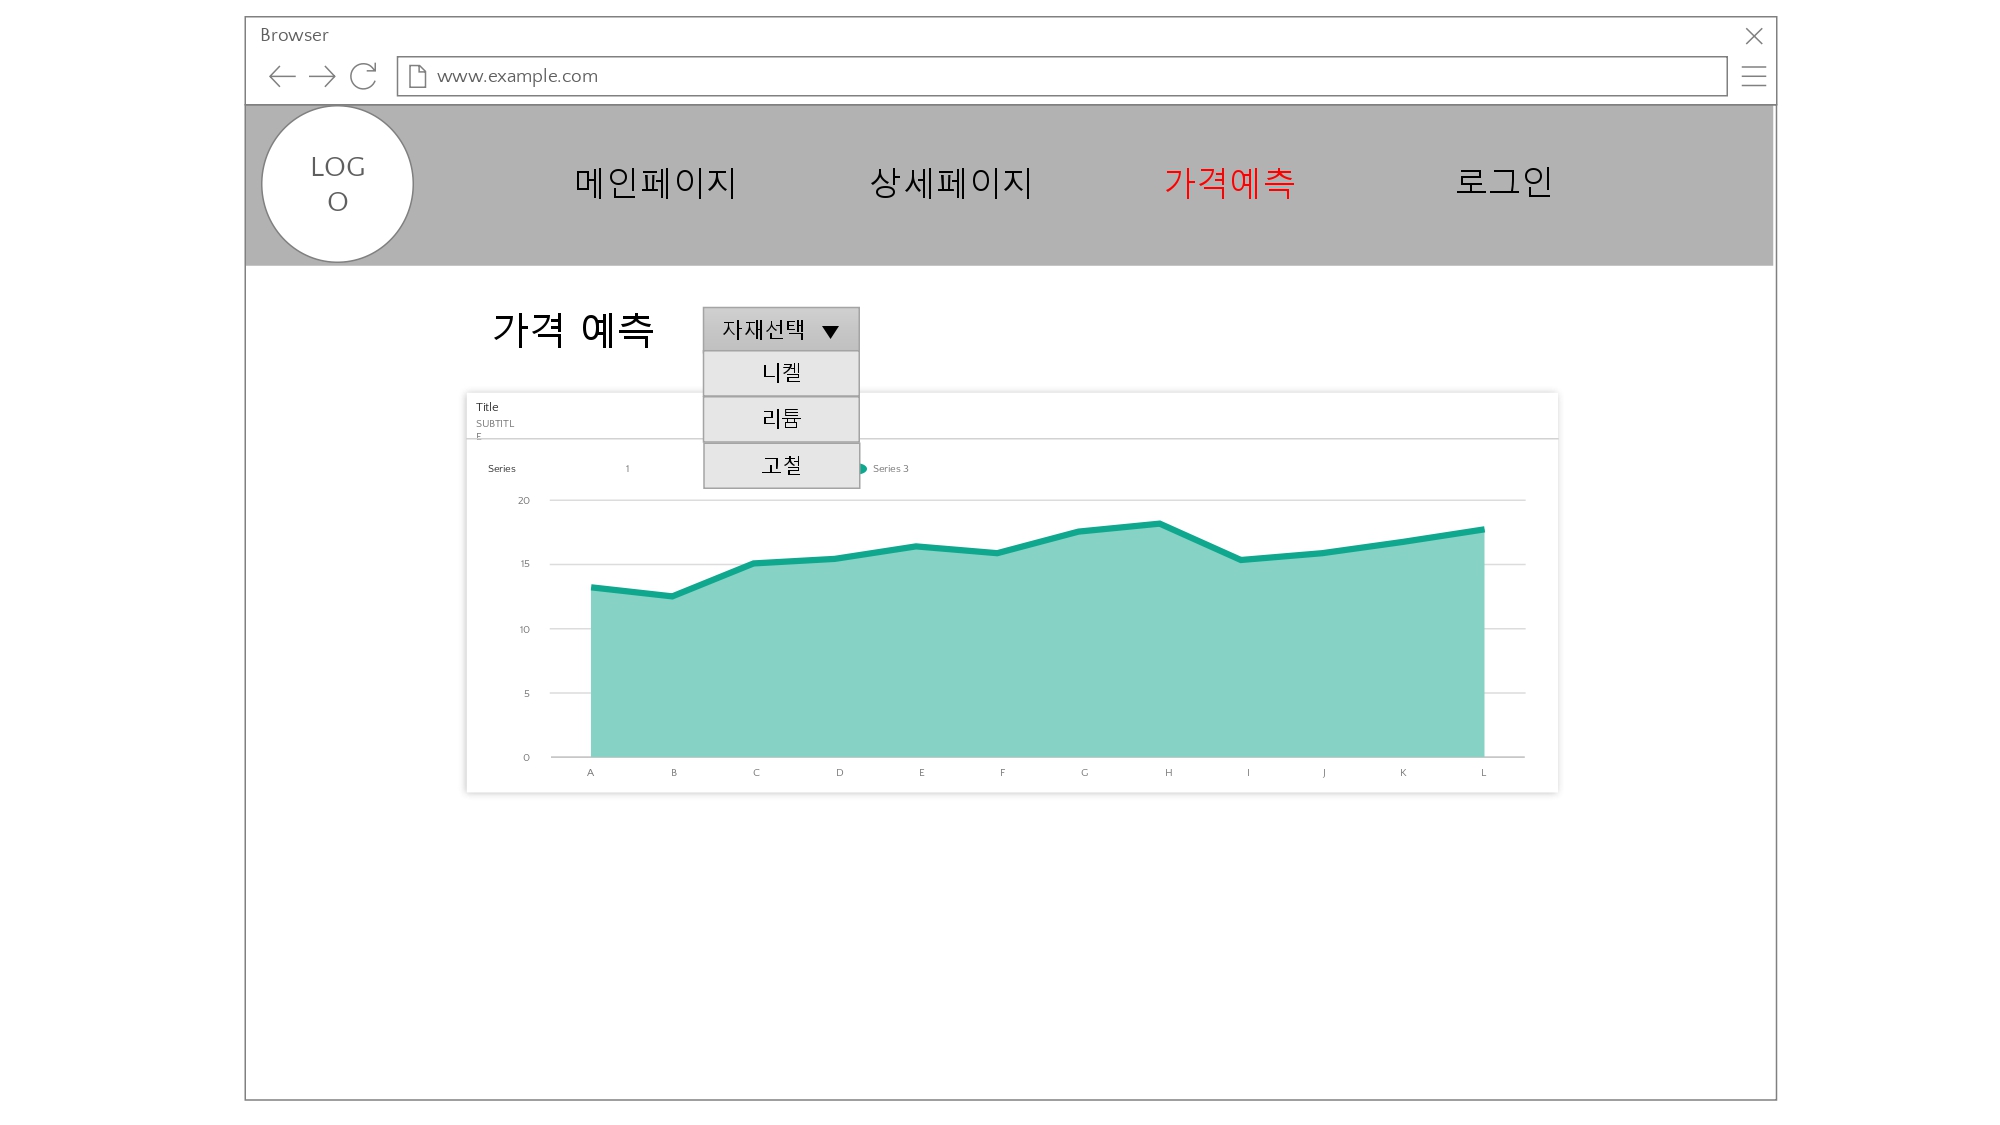 Browser
www.example.com
LOG
O
메인페이지
상세페이지
가격예측
로그인
가격 예측
자재선택 ▼
니켈
리튬
고철
Title
SUBTITL
E
Series
1
Series 3
20
15
10
5
0
A B C D E F G H I J K L